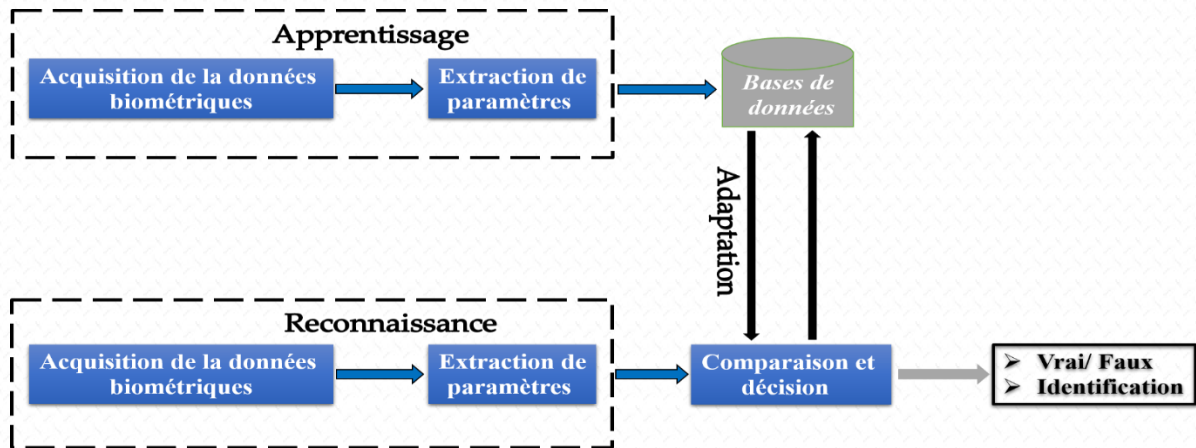 Apprentissage
Acquisition de la données
biométriques
Extraction de
paramètres
Bases de
données
Adaptation
Reconnaissance
Acquisition de la données
biométriques
Extraction de
paramètres
Comparaison et
décision
➢ Vrai/ Faux
➢ Identification